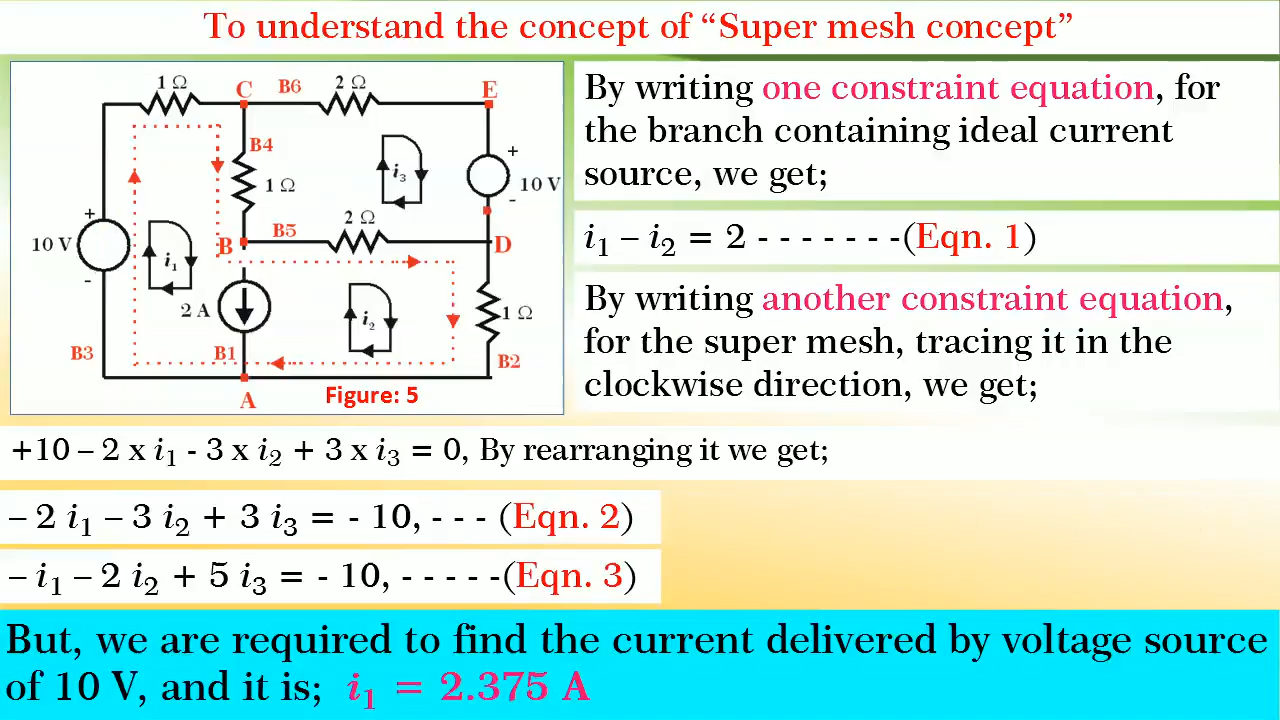 To understand the concept of “Super mesh concept”
1 Ω
C
B6
2 Ω
E
B4
1 Ω
i₃
+
10 V
-
+
10 V
-
i₁
B
B5
2 Ω
D
2 A
i₂
1 Ω
B3
B1
B2
A
Figure: 5
By writing one constraint equation, for
the branch containing ideal current
source, we get;
i₁ – i₂ = 2 - - - - - - -(Eqn. 1)
By writing another constraint equation,
for the super mesh, tracing it in the
clockwise direction, we get;
+10 – 2 x i₁ - 3 x i₂ + 3 x i₃ = 0, By rearranging it we get;
– 2 i₁ – 3 i₂ + 3 i₃ = - 10, - - - (Eqn. 2)
– i₁ – 2 i₂ + 5 i₃ = - 10, - - - - -(Eqn. 3)
But, we are required to find the current delivered by voltage source
of 10 V, and it is; i₁ = 2.375 A